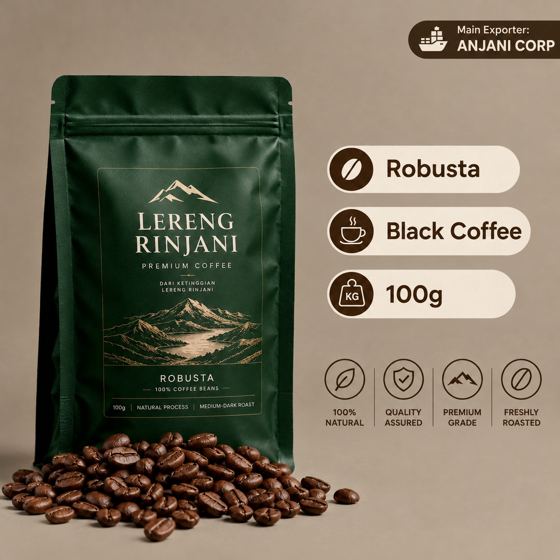 Main Exporter:
ANJANI CORP
LERENG
RINJANI
PREMIUM COFFEE
DARI KETINGGIAN
LERENG RINJANI
ROBUSTA
100% COFFEE BEANS
100g | NATURAL PROCESS | MEDIUM-DARK ROAST
Robusta
Black Coffee
KG
100g
100%
NATURAL
QUALITY
ASSURED
PREMIUM
GRADE
FRESHLY
ROASTED